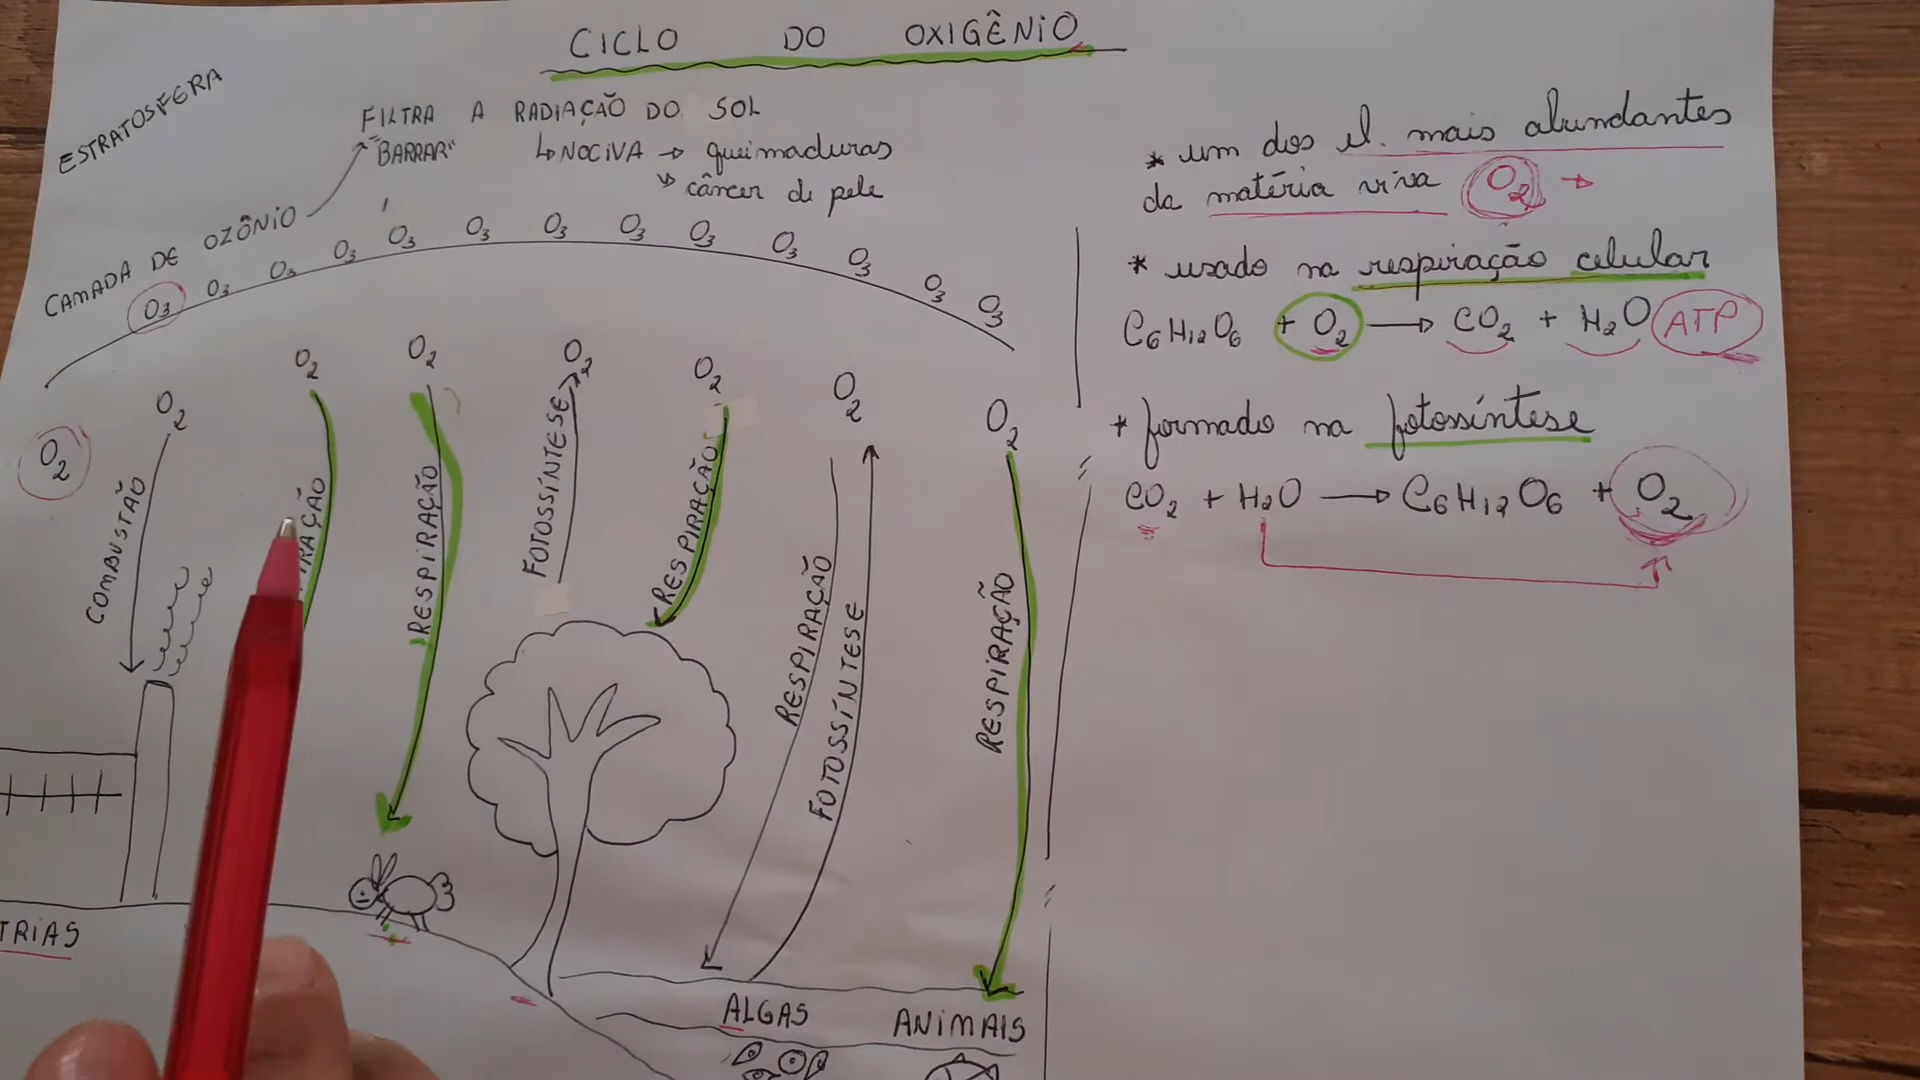 CICLO DO OXIGÊNIO
ESTRATOSFERA
FILTRA A RADIAÇÃO DO SOL
"BARRAR" ↳ NOCIVA → queimaduras
↘ câncer de pele
CAMADA DE OZÔNIO
O3 O3 O3 O3 O3 O3 O3 O3 O3 O3 O3 O3 O3
O2 O2 O2 O2 O2 O2 O2 O2
COMBUSTÃO
RESPIRAÇÃO
FOTOSSÍNTESE
RESPIRAÇÃO
RESPIRAÇÃO
FOTOSSÍNTESE
RESPIRAÇÃO
TRIAS
ALGAS
ANIMAIS
* um dos el. mais abundantes
da matéria viva O2 →
* usado na respiração celular
C6H12O6 + O2 → CO2 + H2O ATP
* formado na fotossíntese
CO2 + H2O → C6H12O6 + O2